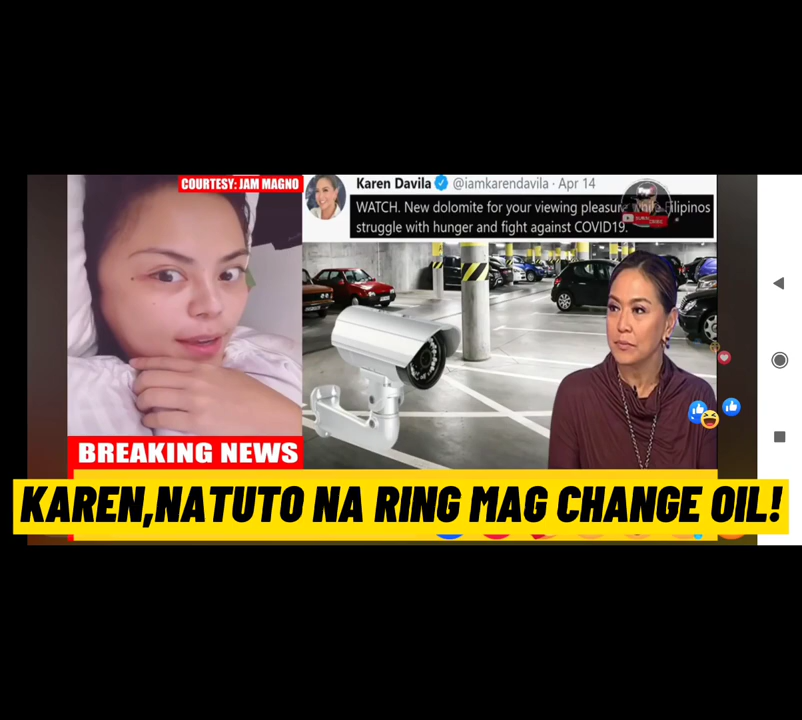 COURTESY: JAM MAGNO
Karen Davila @iamkarendavila · Apr 14
WATCH. New dolomite for your viewing pleasure while Filipinos
struggle with hunger and fight against COVID19.
BREAKING NEWS
KAREN,NATUTO NA RING MAG CHANGE OIL!